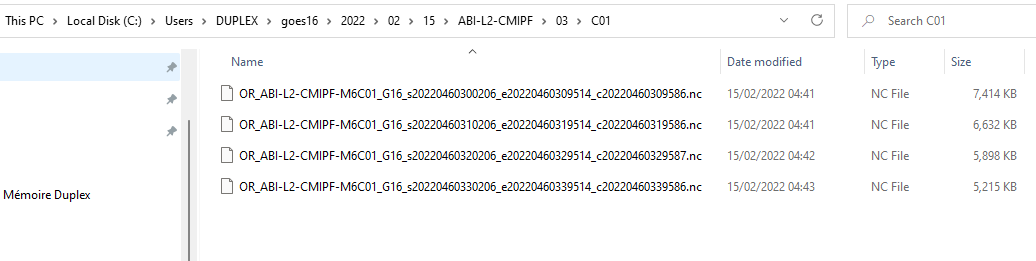 This PC > Local Disk (C:) > Users > DUPLEX > goes16 > 2022 > 02 > 15 > ABI-L2-CMIPF > 03 > C01
Search C01
Name Date modified Type Size
OR_ABI-L2-CMIPF-M6C01_G16_s20220460300206_e20220460309514_c20220460309586.nc 15/02/2022 04:41 NC File 7,414 KB
OR_ABI-L2-CMIPF-M6C01_G16_s20220460310206_e20220460319514_c20220460319586.nc 15/02/2022 04:41 NC File 6,632 KB
OR_ABI-L2-CMIPF-M6C01_G16_s20220460320206_e20220460329514_c20220460329587.nc 15/02/2022 04:42 NC File 5,898 KB
OR_ABI-L2-CMIPF-M6C01_G16_s20220460330206_e20220460339514_c20220460339586.nc 15/02/2022 04:43 NC File 5,215 KB
Mémoire Duplex